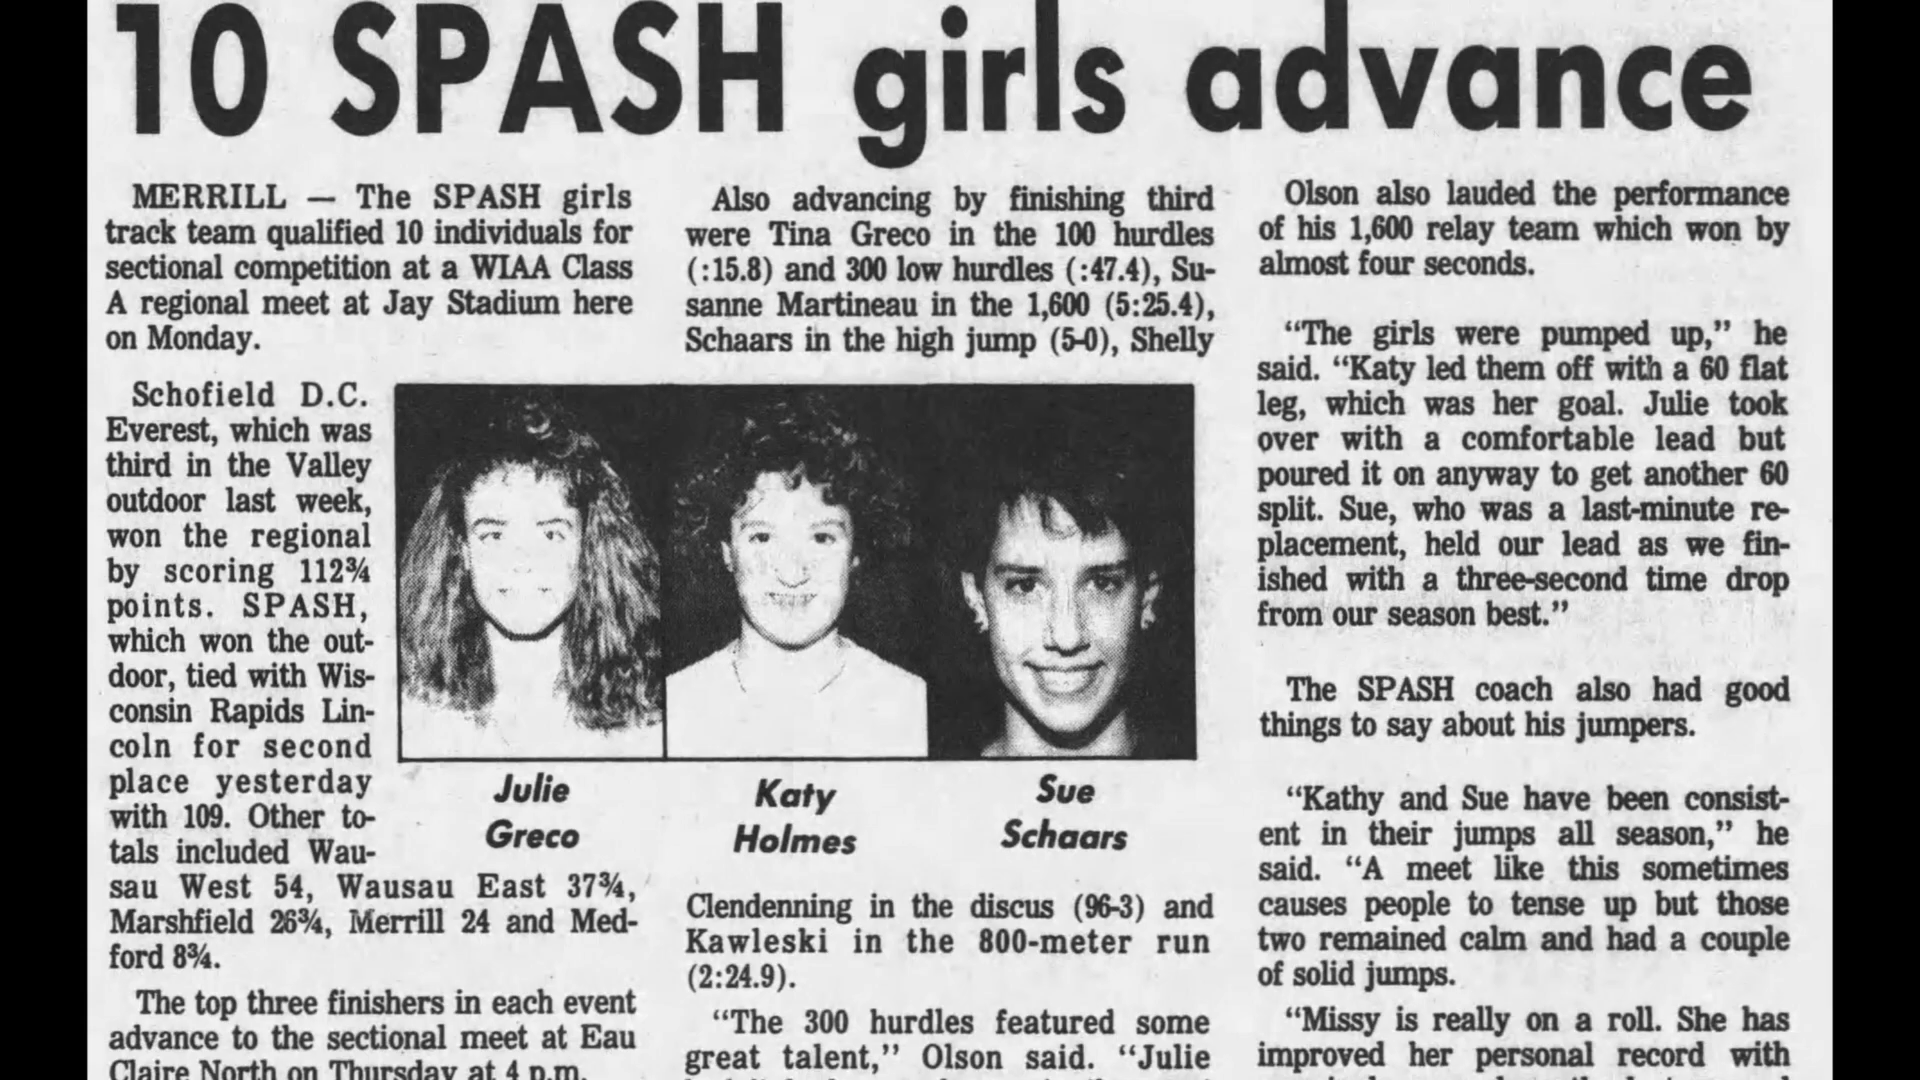 10 SPASH girls advance
MERRILL — The SPASH girls
track team qualified 10 individuals for
sectional competition at a WIAA Class
A regional meet at Jay Stadium here
on Monday.
Schofield D.C.
Everest, which was
third in the Valley
outdoor last week,
won the regional
by scoring 112¾
points. SPASH,
which won the out-
door, tied with Wis-
consin Rapids Lin-
coln for second
place yesterday
with 109. Other to-
tals included Wau-
sau West 54, Wausau East 37¾,
Marshfield 26¾, Merrill 24 and Med-
ford 8¾.
The top three finishers in each event
advance to the sectional meet at Eau
Claire North on Thursday at 4 p.m.
Also advancing by finishing third
were Tina Greco in the 100 hurdles
(:15.8) and 300 low hurdles (:47.4), Su-
sanne Martineau in the 1,600 (5:25.4),
Schaars in the high jump (5-0), Shelly
Julie
Greco
Katy
Holmes
Sue
Schaars
Clendenning in the discus (96-3) and
Kawleski in the 800-meter run
(2:24.9).
“The 300 hurdles featured some
great talent,” Olson said. “Julie
Olson also lauded the performance
of his 1,600 relay team which won by
almost four seconds.
“The girls were pumped up,” he
said. “Katy led them off with a 60 flat
leg, which was her goal. Julie took
over with a comfortable lead but
poured it on anyway to get another 60
split. Sue, who was a last-minute re-
placement, held our lead as we fin-
ished with a three-second time drop
from our season best.”
The SPASH coach also had good
things to say about his jumpers.
“Kathy and Sue have been consist-
ent in their jumps all season,” he
said. “A meet like this sometimes
causes people to tense up but those
two remained calm and had a couple
of solid jumps.
“Missy is really on a roll. She has
improved her personal record with